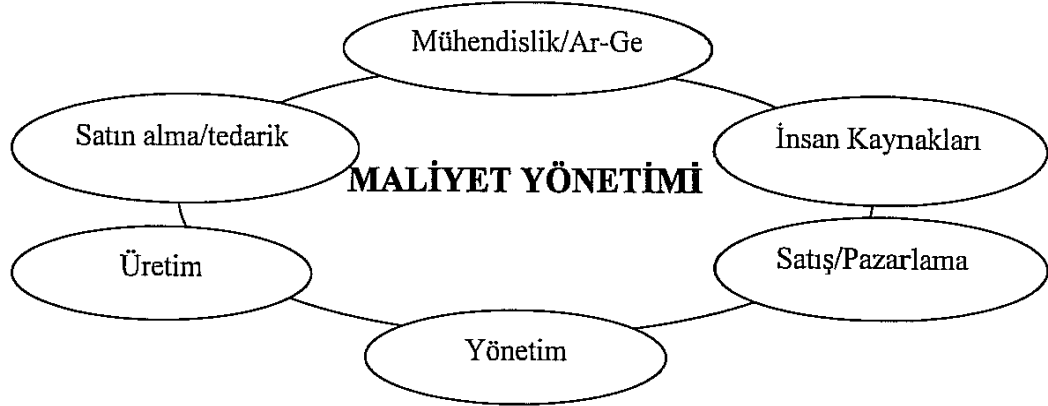 Mühendislik/Ar-Ge
Satın alma/tedarik
İnsan Kaynakları
MALİYET YÖNETİMİ
Üretim
Satış/Pazarlama
Yönetim